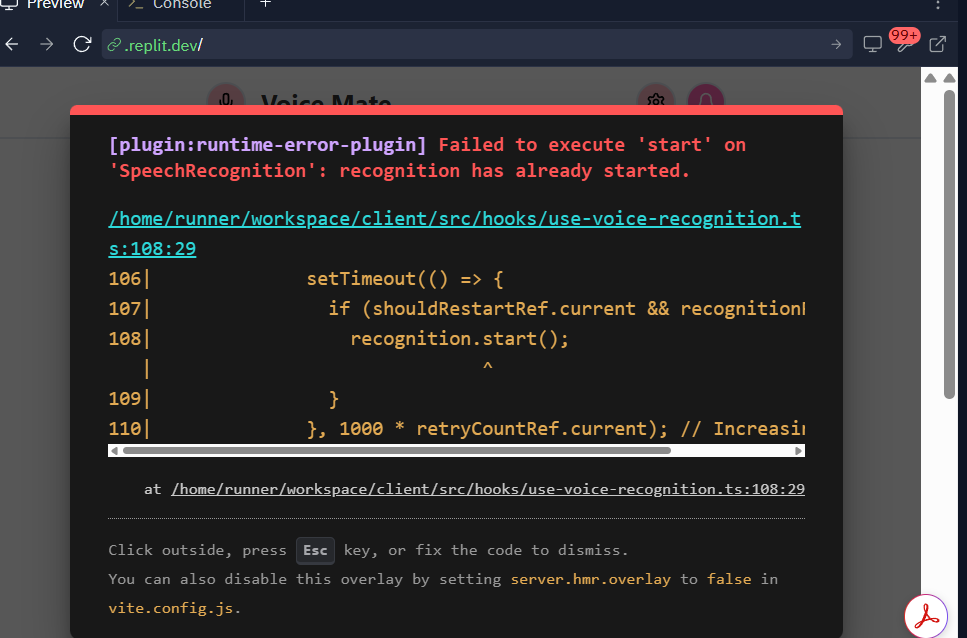 Preview × >_ Console +
.replit.dev/
99+
Voice Mate
[plugin:runtime-error-plugin] Failed to execute 'start' on
'SpeechRecognition': recognition has already started.
/home/runner/workspace/client/src/hooks/use-voice-recognition.t
s:108:29
106| setTimeout(() => {
107| if (shouldRestartRef.current && recognition
108| recognition.start();
| ^
109| }
110| }, 1000 * retryCountRef.current); // Increasin
at /home/runner/workspace/client/src/hooks/use-voice-recognition.ts:108:29
Click outside, press Esc key, or fix the code to dismiss.
You can also disable this overlay by setting server.hmr.overlay to false in
vite.config.js.